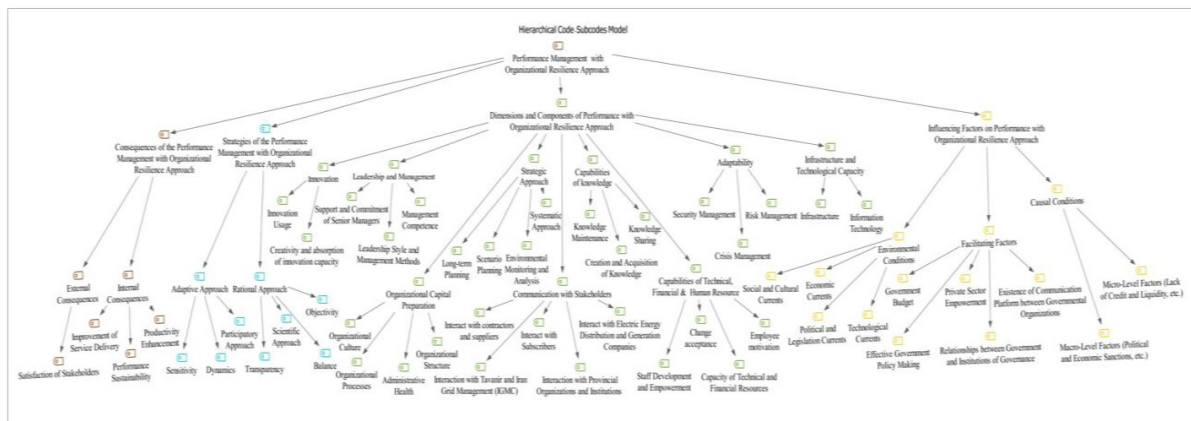 Hierarchical Code-Subcodes Model
Performance Management with
Organizational Resilience Approach
Consequences of the Performance
Management with Organizational
Resilience Approach
Strategies of the Performance
Management with Organizational
Resilience Approach
Dimensions and Components of Performance with
Organizational Resilience Approach
Influencing Factors on Performance with
Organizational Resilience Approach
Innovation
Leadership and Management
Strategic
Approach
Capabilities
of knowledge
Adaptability
Infrastructure and
Technological Capacity
Causal Conditions
Innovation
Usage
Support and Commitment
of Senior Managers
Management
Competence
Systematic
Approach
Knowledge
Maintenance
Knowledge
Sharing
Security Management
Risk Management
Infrastructure
Information
Technology
Creativity and absorption
of innovation capacity
Leadership Style and
Management Methods
Long-term
Planning
Scenario
Planning
Environmental
Monitoring and
Analysis
Creation and Acquisition
of Knowledge
Crisis Management
Environmental
Conditions
Facilitating Factors
External
Consequences
Internal
Consequences
Adaptive Approach
Rational Approach
Organizational Capital
Preparation
Communication with Stakeholders
Capabilities of Technical,
Financial & Human Resource
Social and Cultural
Currents
Economic
Currents
Government
Budget
Private Sector
Empowerment
Existence of Communication
Platform between Governmental
Organizations
Micro-Level Factors (Lack
of Credit and Liquidity, etc.)
Objectivity
Improvement of
Service Delivery
Productivity
Enhancement
Participatory
Approach
Scientific
Approach
Organizational
Culture
Organizational
Structure
Interact with contractors
and suppliers
Interact with
Subscribers
Interact with Electric Energy
Distribution and Generation
Companies
Change
acceptance
Employee
motivation
Political and
Legislation Currents
Technological
Currents
Effective Government
Policy Making
Relationships between Government
and Institutions of Governance
Macro-Level Factors (Political
and Economic Sanctions, etc.)
Satisfaction of Stakeholders
Performance
Sustainability
Sensitivity
Dynamics
Transparency
Balance
Organizational
Processes
Administrative
Health
Interaction with Tavanir and Iran
Grid Management (IGMC)
Interaction with Provincial
Organizations and Institutions
Staff Development
and Empowerment
Capacity of Technical and
Financial Resources